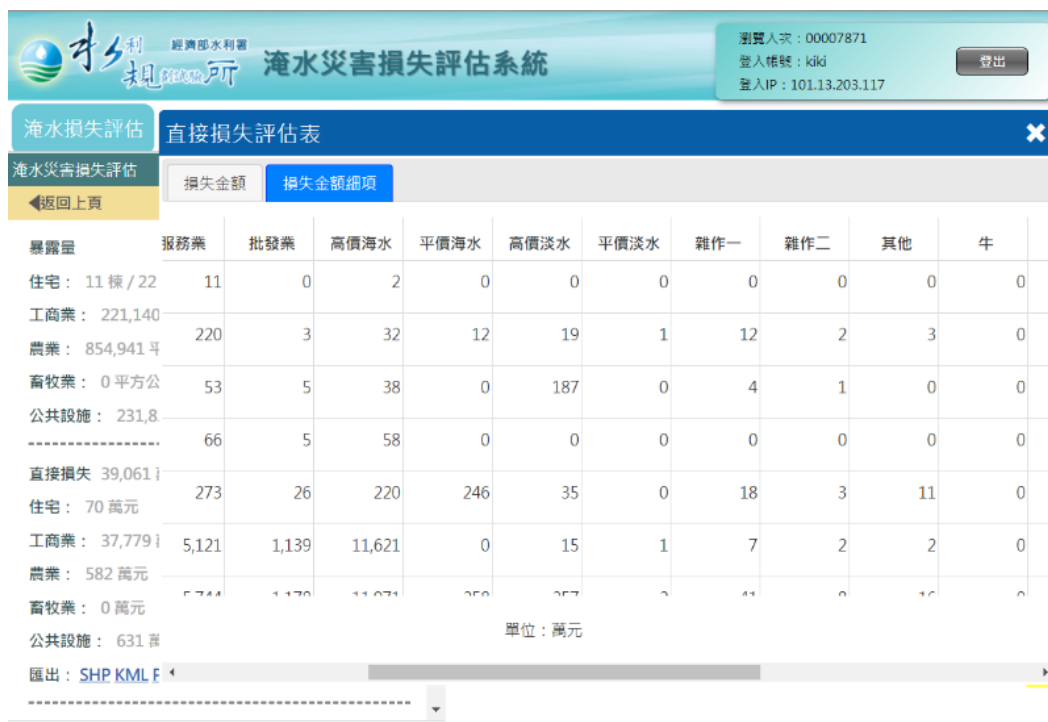 水利
規試驗所
經濟部水利署
淹水災害損失評估系統
瀏覽人次：00007871
登入帳號：kiki
登入IP：101.13.203.117
登出
淹水損失評估
直接損失評估表
淹水災害損失評估
損失金額 損失金額細項
返回上頁
服務業 批發業 高價海水 平價海水 高價淡水 平價淡水 雜作一 雜作二 其他 牛
11 0 2 0 0 0 0 0 0 0
220 3 32 12 19 1 12 2 3 0
53 5 38 0 187 0 4 1 0 0
66 5 58 0 0 0 0 0 0 0
273 26 220 246 35 0 18 3 11 0
5,121 1,139 11,621 0 15 1 7 2 2 0
單位：萬元
暴露量
住宅： 11 棟 / 22
工商業： 221,140
農業： 854,941 平
畜牧業： 0 平方公
公共設施： 231,8
直接損失 39,061
住宅： 70 萬元
工商業： 37,779
農業： 582 萬元
畜牧業： 0 萬元
公共設施： 631 萬
匯出： SHP KML